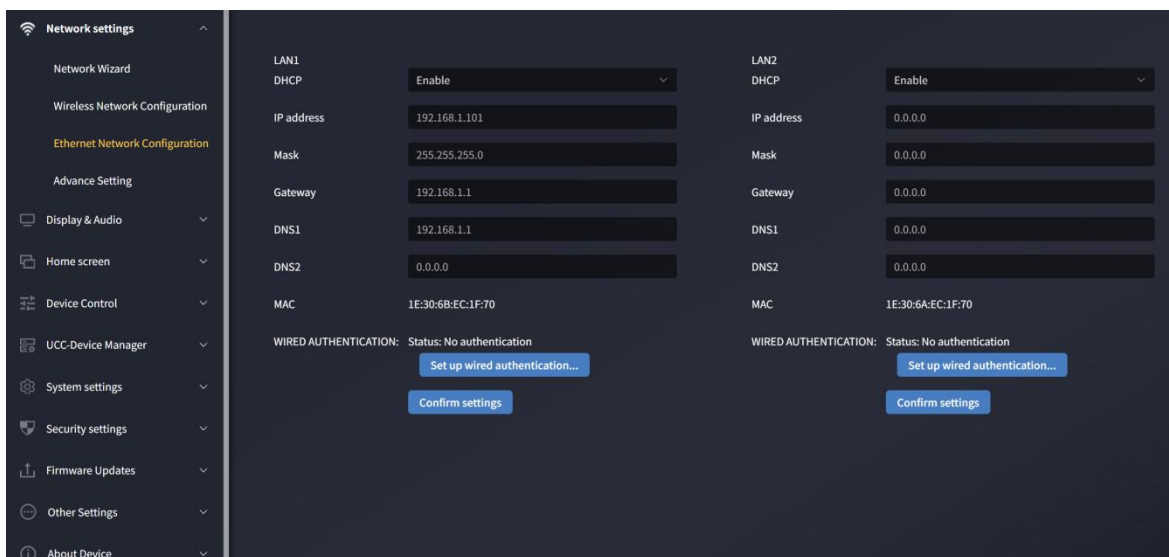 Network settings
Network Wizard
Wireless Network Configuration
Ethernet Network Configuration
Advance Setting
Display & Audio
Home screen
Device Control
UCC-Device Manager
System settings
Security settings
Firmware Updates
Other Settings
About Device
LAN1
DHCP Enable
IP address 192.168.1.101
Mask 255.255.255.0
Gateway 192.168.1.1
DNS1 192.168.1.1
DNS2 0.0.0.0
MAC 1E:30:6B:EC:1F:70
WIRED AUTHENTICATION: Status: No authentication
Set up wired authentication...
Confirm settings
LAN2
DHCP Enable
IP address 0.0.0.0
Mask 0.0.0.0
Gateway 0.0.0.0
DNS1 0.0.0.0
DNS2 0.0.0.0
MAC 1E:30:6A:EC:1F:70
WIRED AUTHENTICATION: Status: No authentication
Set up wired authentication...
Confirm settings